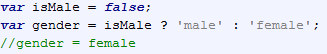 var isMale = false;
var gender = isMale ? 'male' : 'female';
//gender = female